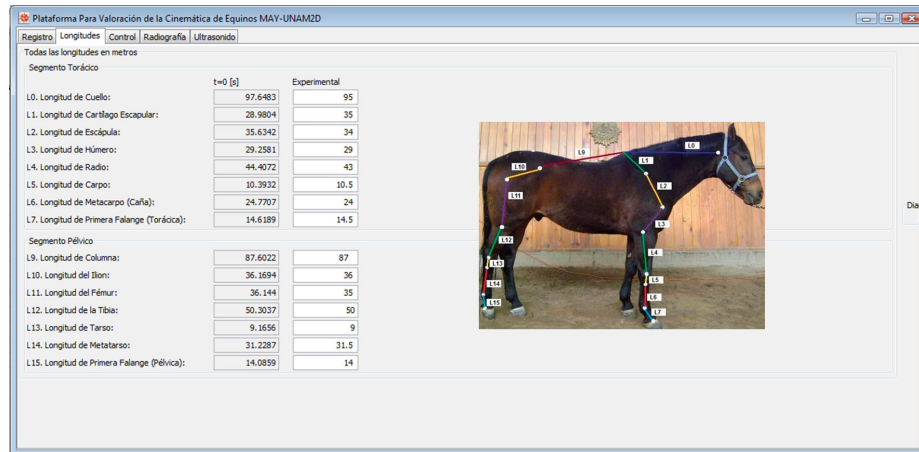 Plataforma Para Valoración de la Cinemática de Equinos MAY-UNAM2D
Registro Longitudes Control Radiografía Ultrasonido
Todas las longitudes en metros
Segmento Torácico
t=0 [s] Experimental
L0. Longitud de Cuello: 97.6483 95
L1. Longitud de Cartílago Escapular: 28.9804 35
L2. Longitud de Escápula: 35.6342 34
L3. Longitud de Húmero: 29.2581 29
L4. Longitud de Radio: 44.4072 43
L5. Longitud de Carpo: 10.3932 10.5
L6. Longitud de Metacarpo (Caña): 24.7707 24
L7. Longitud de Primera Falange (Torácica): 14.6189 14.5
Segmento Pélvico
L9. Longitud de Columna: 87.6022 87
L10. Longitud del Ilion: 36.1694 36
L11. Longitud del Fémur: 36.144 35
L12. Longitud de la Tibia: 50.3037 50
L13. Longitud de Tarso: 9.1656 9
L14. Longitud de Metatarso: 31.2287 31.5
L15. Longitud de Primera Falange (Pélvica): 14.0859 14
L9 L0
L10 L1
L11 L2
L3
L12 L4
L13
L14 L5
L15 L6
L7
Dia